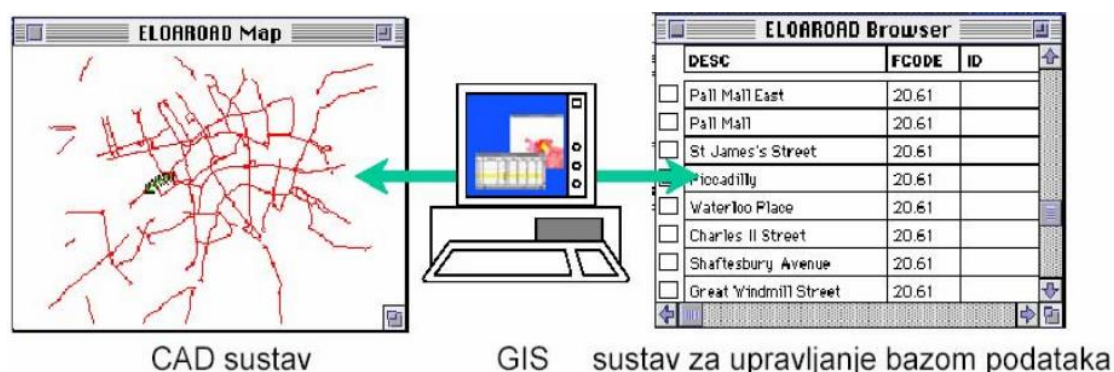 ELOAROAD Map
ELOAROAD Browser
DESC FCODE ID
Pall Mall East 20.61
Pall Mall 20.61
St James's Street 20.61
Piccadilly 20.61
Waterloo Place 20.61
Charles II Street 20.61
Shaftesbury Avenue 20.61
Great Windmill Street 20.61
CAD sustav GIS sustav za upravljanje bazom podataka